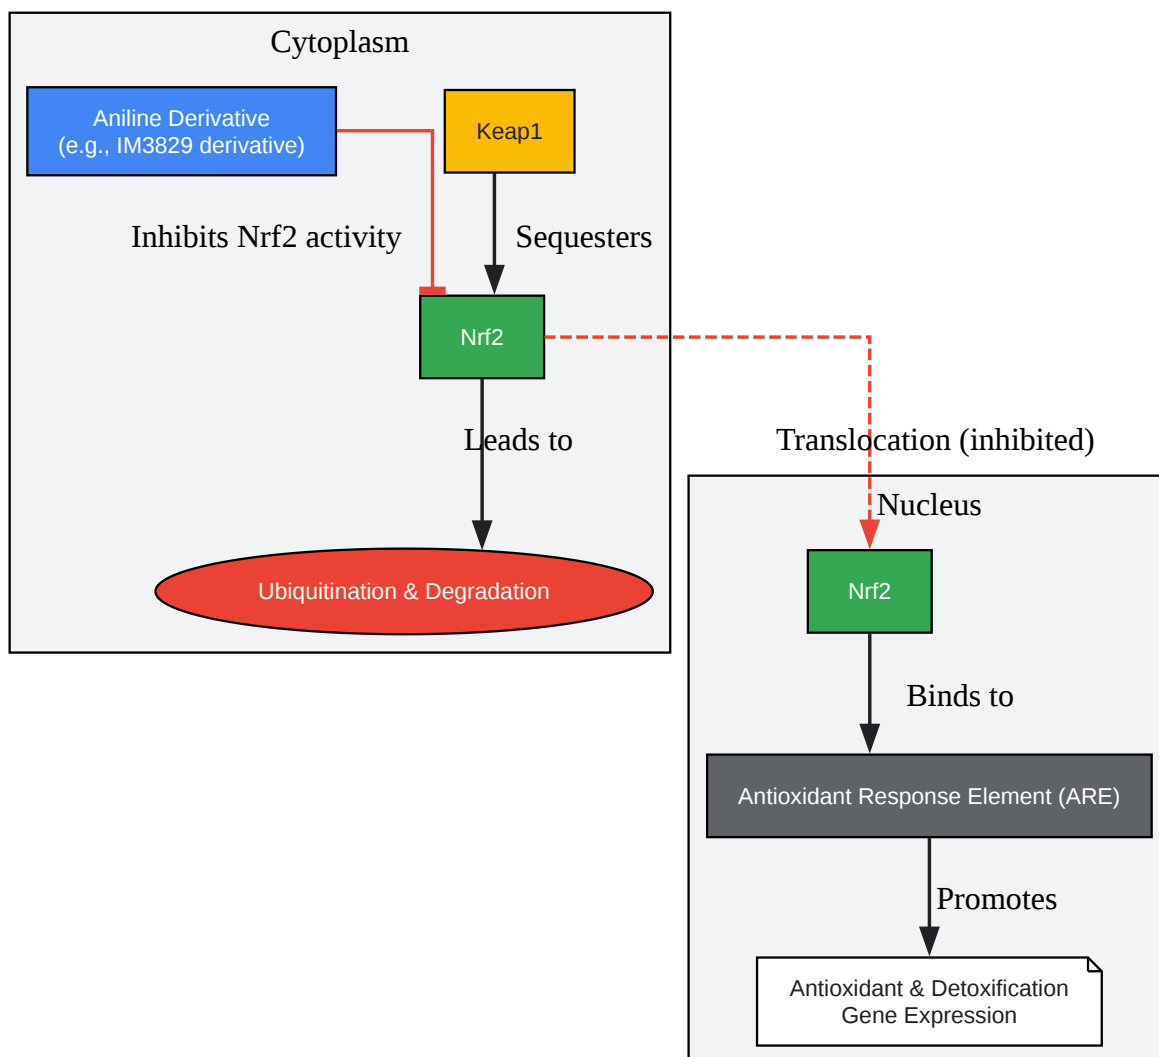 Cytoplasm
Aniline Derivative
(e.g., IM3829 derivative)
Keap1
Inhibits Nrf2 activity
Sequesters
Nrf2
Leads to
Translocation (inhibited)
Nucleus
Ubiquitination & Degradation
Nrf2
Binds to
Antioxidant Response Element (ARE)
Promotes
Antioxidant & Detoxification
Gene Expression